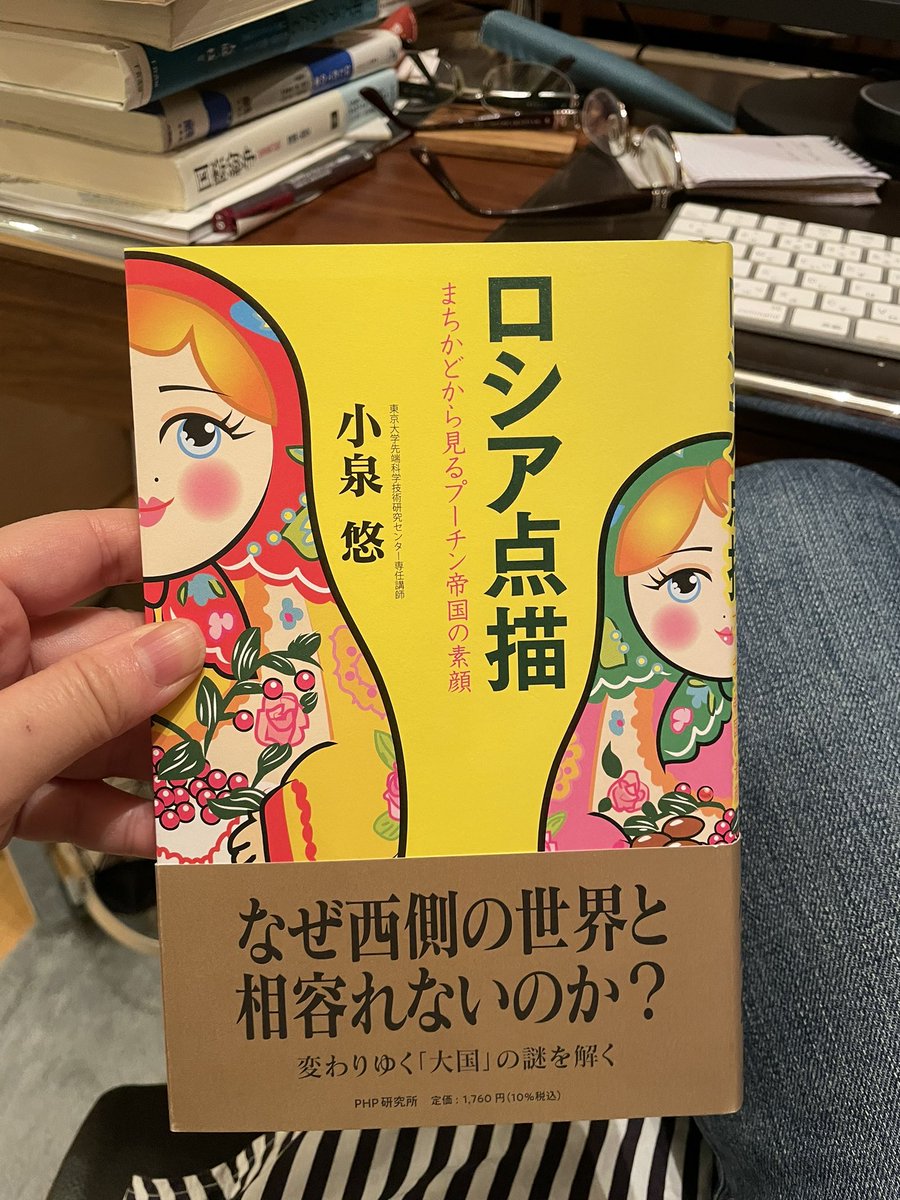 ロシア点描
まちかどから見るプーチン帝国の素顔
東京大学先端科学技術研究センター専任講師
小泉 悠
なぜ西側の世界と
相容れないのか?
変わりゆく「大国」の謎を解く
PHP研究所 定価:1,760円(10%税込)